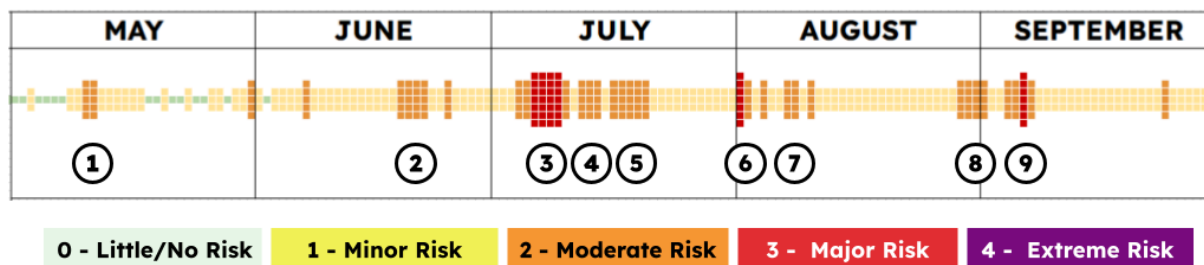 MAY JUNE JULY AUGUST SEPTEMBER
1 2 3 4 5 6 7 8 9
0 - Little/No Risk 1 - Minor Risk 2 - Moderate Risk 3 - Major Risk 4 - Extreme Risk